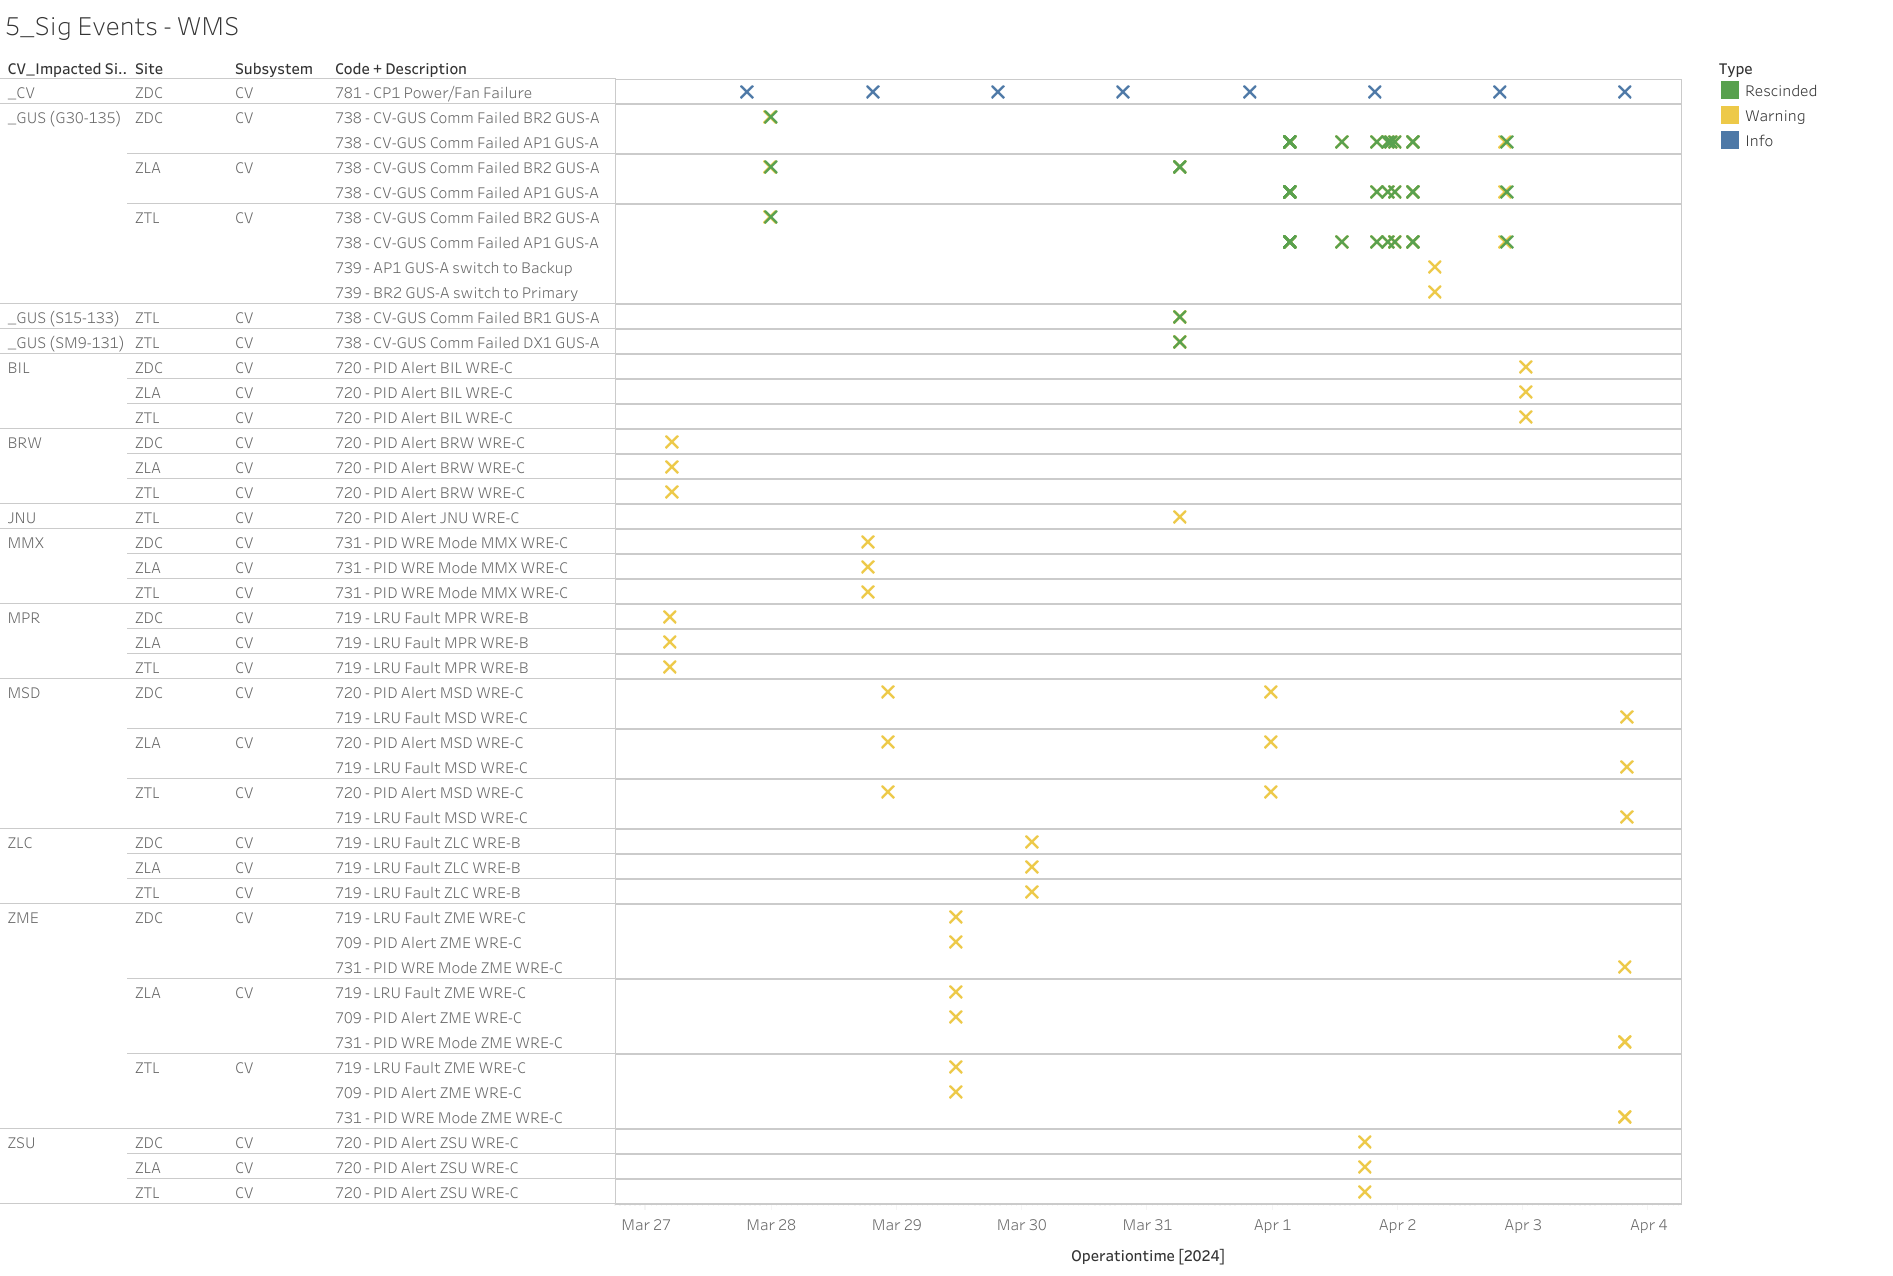 5_Sig Events - WMS
CV_Impacted Si.. Site Subsystem Code + Description
_CV ZDC CV 781 - CP1 Power/Fan Failure
_GUS (G30-135) ZDC CV 738 - CV-GUS Comm Failed BR2 GUS-A
738 - CV-GUS Comm Failed AP1 GUS-A
ZLA CV 738 - CV-GUS Comm Failed BR2 GUS-A
738 - CV-GUS Comm Failed AP1 GUS-A
ZTL CV 738 - CV-GUS Comm Failed BR2 GUS-A
738 - CV-GUS Comm Failed AP1 GUS-A
739 - AP1 GUS-A switch to Backup
739 - BR2 GUS-A switch to Primary
_GUS (S15-133) ZTL CV 738 - CV-GUS Comm Failed BR1 GUS-A
_GUS (SM9-131) ZTL CV 738 - CV-GUS Comm Failed DX1 GUS-A
BIL ZDC CV 720 - PID Alert BIL WRE-C
ZLA CV 720 - PID Alert BIL WRE-C
ZTL CV 720 - PID Alert BIL WRE-C
BRW ZDC CV 720 - PID Alert BRW WRE-C
ZLA CV 720 - PID Alert BRW WRE-C
ZTL CV 720 - PID Alert BRW WRE-C
JNU ZTL CV 720 - PID Alert JNU WRE-C
MMX ZDC CV 731 - PID WRE Mode MMX WRE-C
ZLA CV 731 - PID WRE Mode MMX WRE-C
ZTL CV 731 - PID WRE Mode MMX WRE-C
MPR ZDC CV 719 - LRU Fault MPR WRE-B
ZLA CV 719 - LRU Fault MPR WRE-B
ZTL CV 719 - LRU Fault MPR WRE-B
MSD ZDC CV 720 - PID Alert MSD WRE-C
719 - LRU Fault MSD WRE-C
ZLA CV 720 - PID Alert MSD WRE-C
719 - LRU Fault MSD WRE-C
ZTL CV 720 - PID Alert MSD WRE-C
719 - LRU Fault MSD WRE-C
ZLC ZDC CV 719 - LRU Fault ZLC WRE-B
ZLA CV 719 - LRU Fault ZLC WRE-B
ZTL CV 719 - LRU Fault ZLC WRE-B
ZME ZDC CV 719 - LRU Fault ZME WRE-C
709 - PID Alert ZME WRE-C
731 - PID WRE Mode ZME WRE-C
ZLA CV 719 - LRU Fault ZME WRE-C
709 - PID Alert ZME WRE-C
731 - PID WRE Mode ZME WRE-C
ZTL CV 719 - LRU Fault ZME WRE-C
709 - PID Alert ZME WRE-C
731 - PID WRE Mode ZME WRE-C
ZSU ZDC CV 720 - PID Alert ZSU WRE-C
ZLA CV 720 - PID Alert ZSU WRE-C
ZTL CV 720 - PID Alert ZSU WRE-C
Mar 27 Mar 28 Mar 29 Mar 30 Mar 31 Apr 1 Apr 2 Apr 3 Apr 4
Operationtime [2024]
Type
Rescinded
Warning
Info